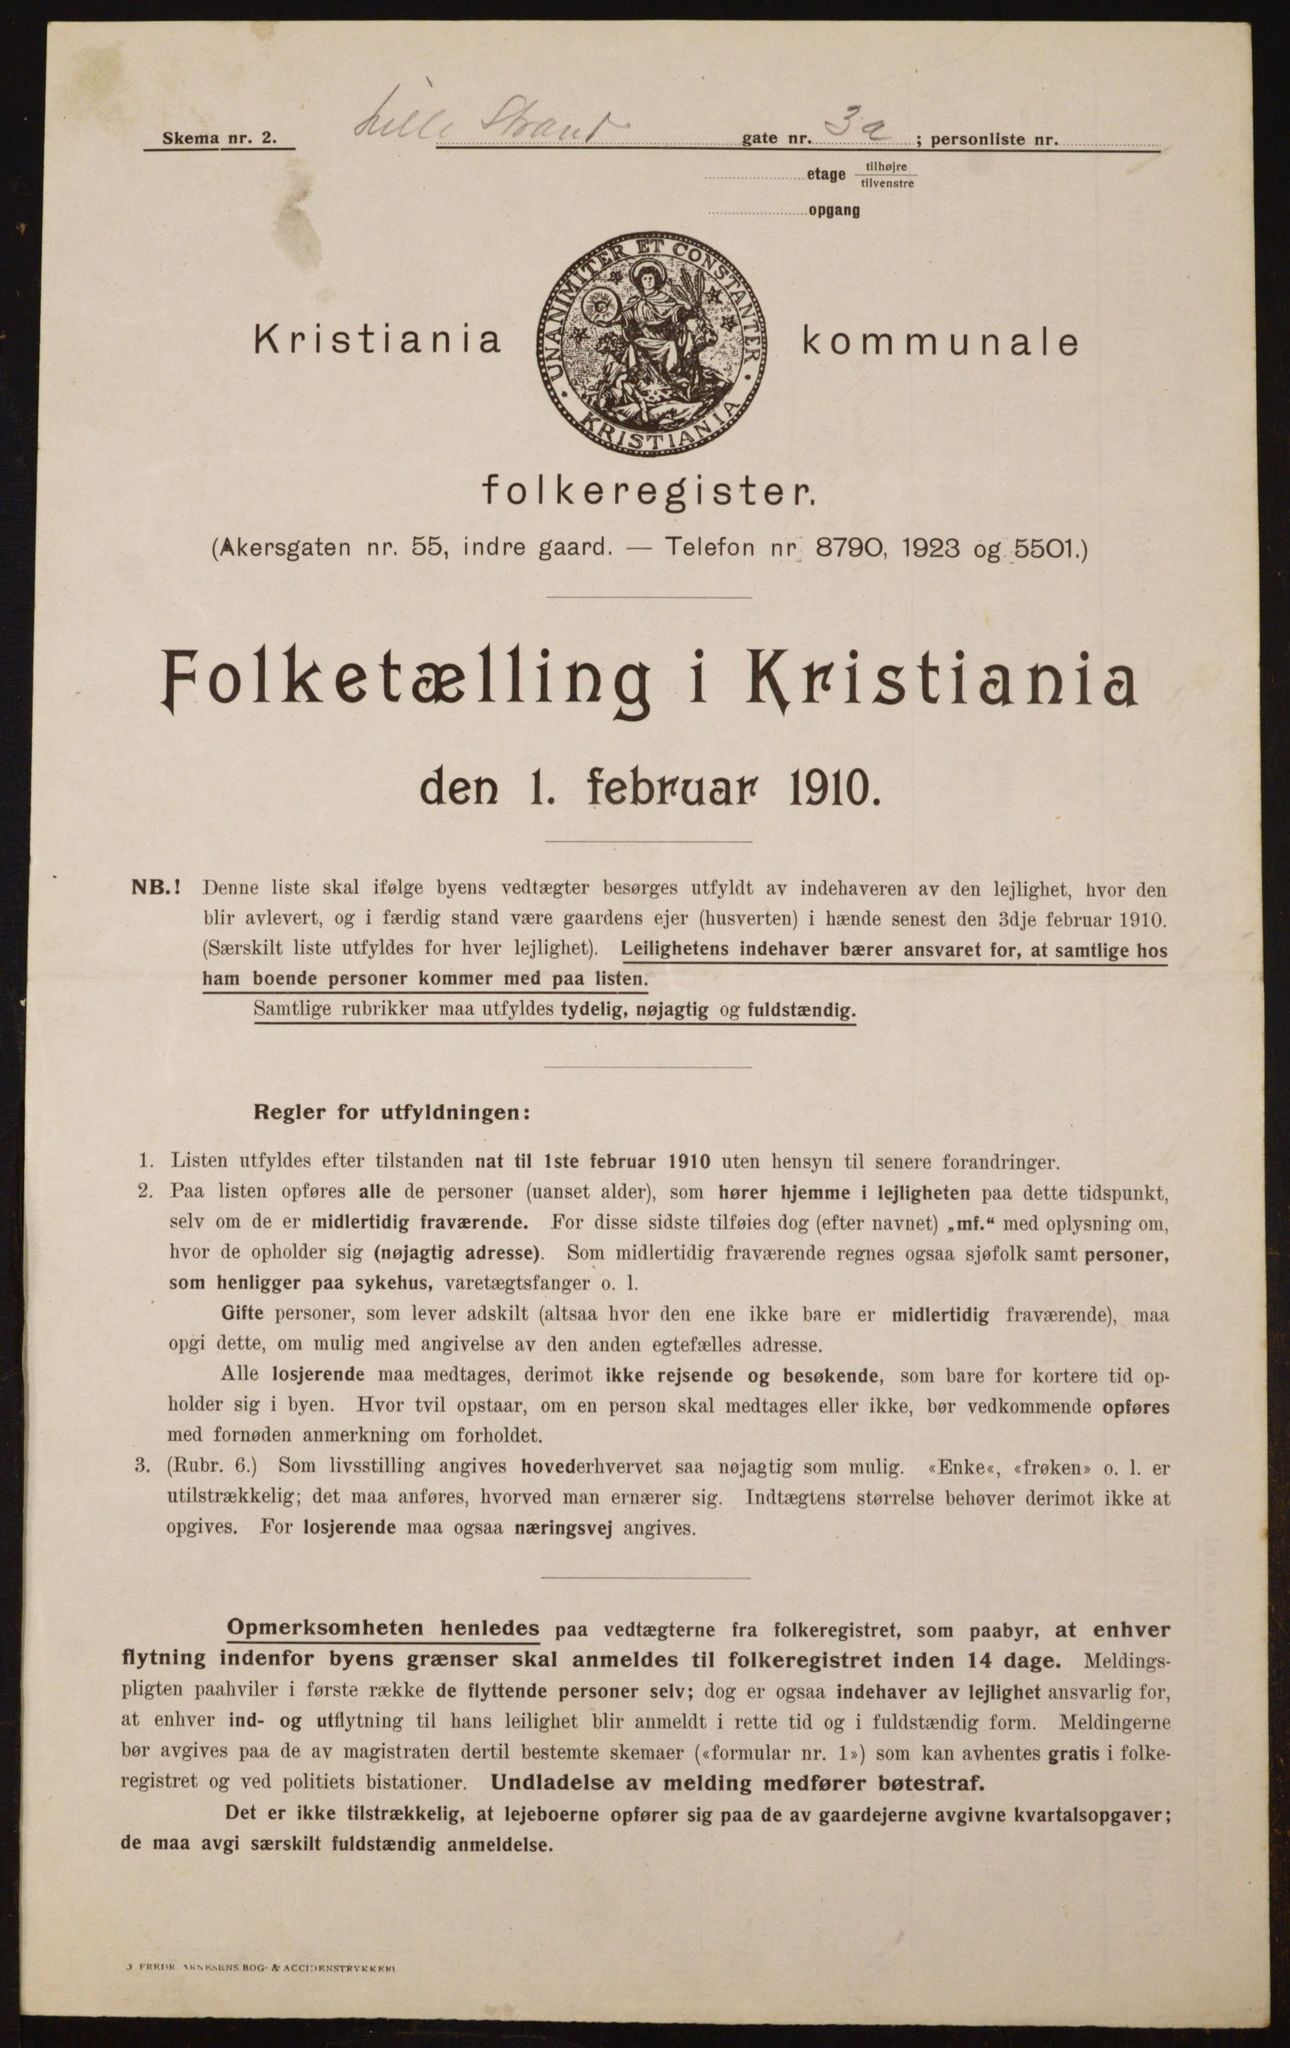 Skema nr. 2. Lille Strand gate nr. 3a ; personliste nr.
etage tilhøjre
tilvenstre
opgang
UNANIMITER ET CONSTANTER
KRISTIANIA
Kristiania kommunale
folkeregister.
(Akersgaten nr. 55, indre gaard. — Telefon nr. 8790, 1923 og 5501.)
Folketælling i Kristiania
den 1. februar 1910.
NB.! Denne liste skal ifølge byens vedtægter besørges utfyldt av indehaveren av den lejlighet, hvor den
blir avlevert, og i færdig stand være gaardens ejer (husverten) i hænde senest den 3dje februar 1910.
(Særskilt liste utfyldes for hver lejlighet). Leilighetens indehaver bærer ansvaret for, at samtlige hos
ham boende personer kommer med paa listen.
Samtlige rubrikker maa utfyldes tydelig, nøjagtig og fuldstændig.
Regler for utfyldningen:
1. Listen utfyldes efter tilstanden nat til 1ste februar 1910 uten hensyn til senere forandringer.
2. Paa listen opføres alle de personer (uanset alder), som hører hjemme i lejligheten paa dette tidspunkt,
selv om de er midlertidig fraværende. For disse sidste tilføies dog (efter navnet) „mf.“ med oplysning om,
hvor de opholder sig (nøjagtig adresse). Som midlertidig fraværende regnes ogsaa sjøfolk samt personer,
som henligger paa sykehus, varetægtsfanger o. l.
Gifte personer, som lever adskilt (altsaa hvor den ene ikke bare er midlertidig fraværende), maa
opgi dette, om mulig med angivelse av den anden egtefælles adresse.
Alle losjerende maa medtages, derimot ikke rejsende og besøkende, som bare for kortere tid op-
holder sig i byen. Hvor tvil opstaar, om en person skal medtages eller ikke, bør vedkommende opføres
med fornøden anmerkning om forholdet.
3. (Rubr. 6.) Som livsstilling angives hovederhvervet saa nøjagtig som mulig. «Enke«, «frøken» o. l. er
utilstrækkelig; det maa anføres, hvorved man ernærer sig. Indtægtens størrelse behøver derimot ikke at
opgives. For losjerende maa ogsaa næringsvej angives.
Opmerksomheten henledes paa vedtægterne fra folkeregistret, som paabyr, at enhver
flytning indenfor byens grænser skal anmeldes til folkeregistret inden 14 dage. Meldings-
pligten paahviler i første række de flyttende personer selv; dog er ogsaa indehaver av lejlighet ansvarlig for,
at enhver ind- og utflytning til hans leilighet blir anmeldt i rette tid og i fuldstændig form. Meldingerne
bør avgives paa de av magistraten dertil bestemte skemaer («formular nr. 1») som kan avhentes gratis i folke-
registret og ved politiets bistationer. Undladelse av melding medfører bøtestraf.
Det er ikke tilstrækkelig, at lejeboerne opfører sig paa de av gaardejerne avgivne kvartalsopgaver;
de maa avgi særskilt fuldstændig anmeldelse.
FREDR. ARNESENS BOG- & ACCIDENSTRYKKERI